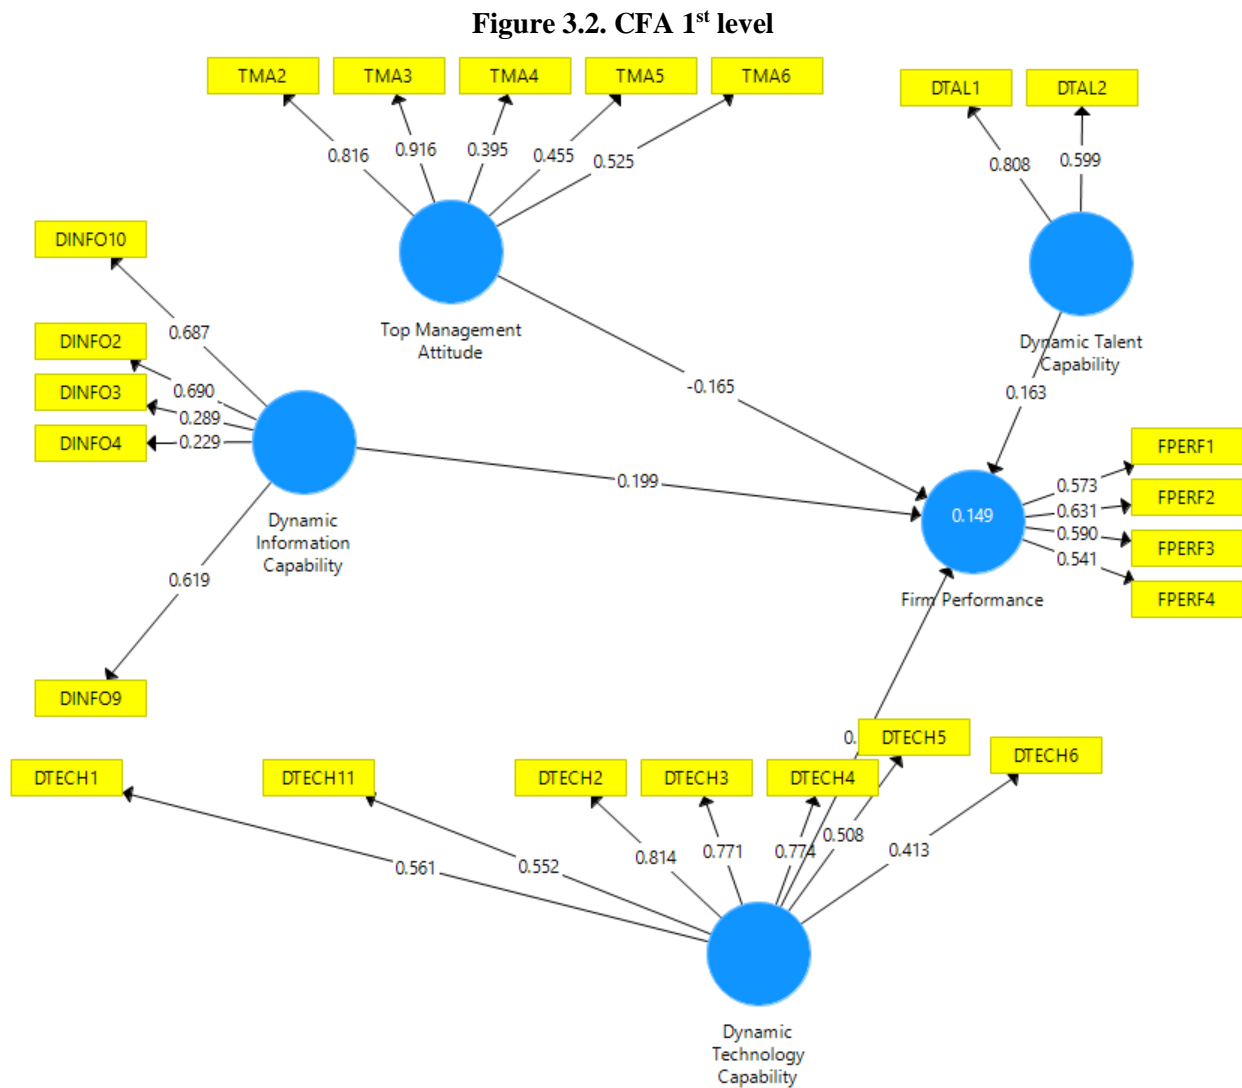 Figure 3.2. CFA 1st level
TMA2
TMA3
TMA4
TMA5
TMA6
DTAL1
DTAL2
0.816
0.916
0.395
0.455
0.525
0.808
0.599
DINFO10
DINFO2
DINFO3
DINFO4
0.687
0.690
0.289
0.229
Top Management
Attitude
Dynamic Talent
Capability
-0.165
0.163
0.199
Dynamic
Information
Capability
0.619
DINFO9
0.149
Firm Performance
0.573
0.631
0.590
0.541
FPERF1
FPERF2
FPERF3
FPERF4
0.
DTECH1
DTECH11
DTECH2
DTECH3
DTECH4
DTECH5
DTECH6
0.561
0.552
0.814
0.771
0.774
0.508
0.413
Dynamic
Technology
Capability